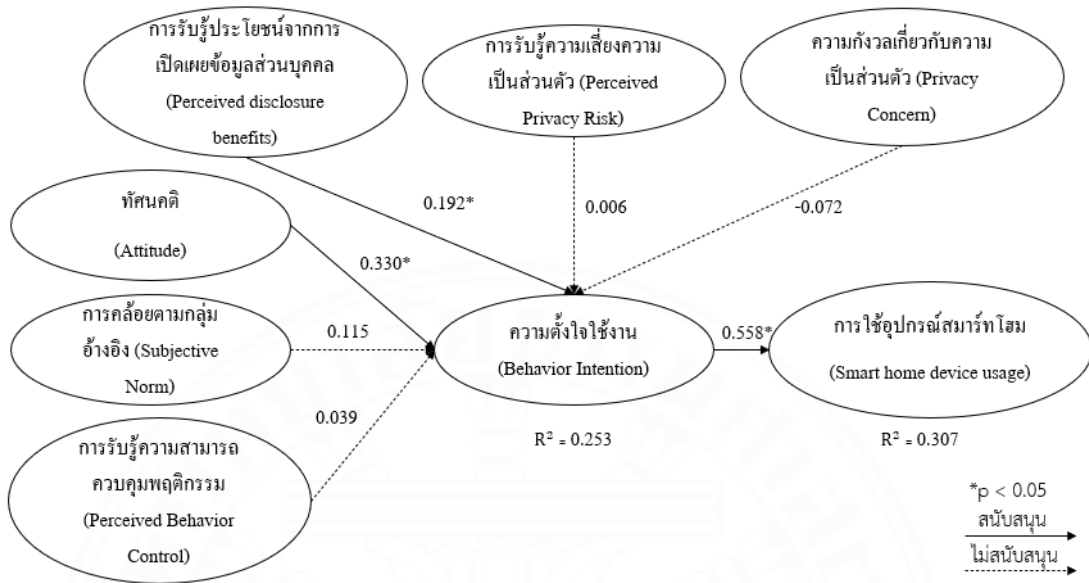 การรับรู้ประโยชน์จากการ
เปิดเผยข้อมูลส่วนบุคคล
(Perceived disclosure
benefits)
การรับรู้ความเสี่ยงความ
เป็นส่วนตัว (Perceived
Privacy Risk)
ความกังวลเกี่ยวกับความ
เป็นส่วนตัว (Privacy
Concern)
ทัศนคติ
(Attitude)
0.192*
0.006
-0.072
0.330*
การคล้อยตามกลุ่ม
อ้างอิง (Subjective
Norm)
0.115
ความตั้งใจใช้งาน
(Behavior Intention)
0.558*
การใช้อุปกรณ์สมาร์ทโฮม
(Smart home device usage)
0.039
R² = 0.253
R² = 0.307
การรับรู้ความสามารถ
ควบคุมพฤติกรรม
(Perceived Behavior
Control)
*p < 0.05
สนับสนุน
ไม่สนับสนุน